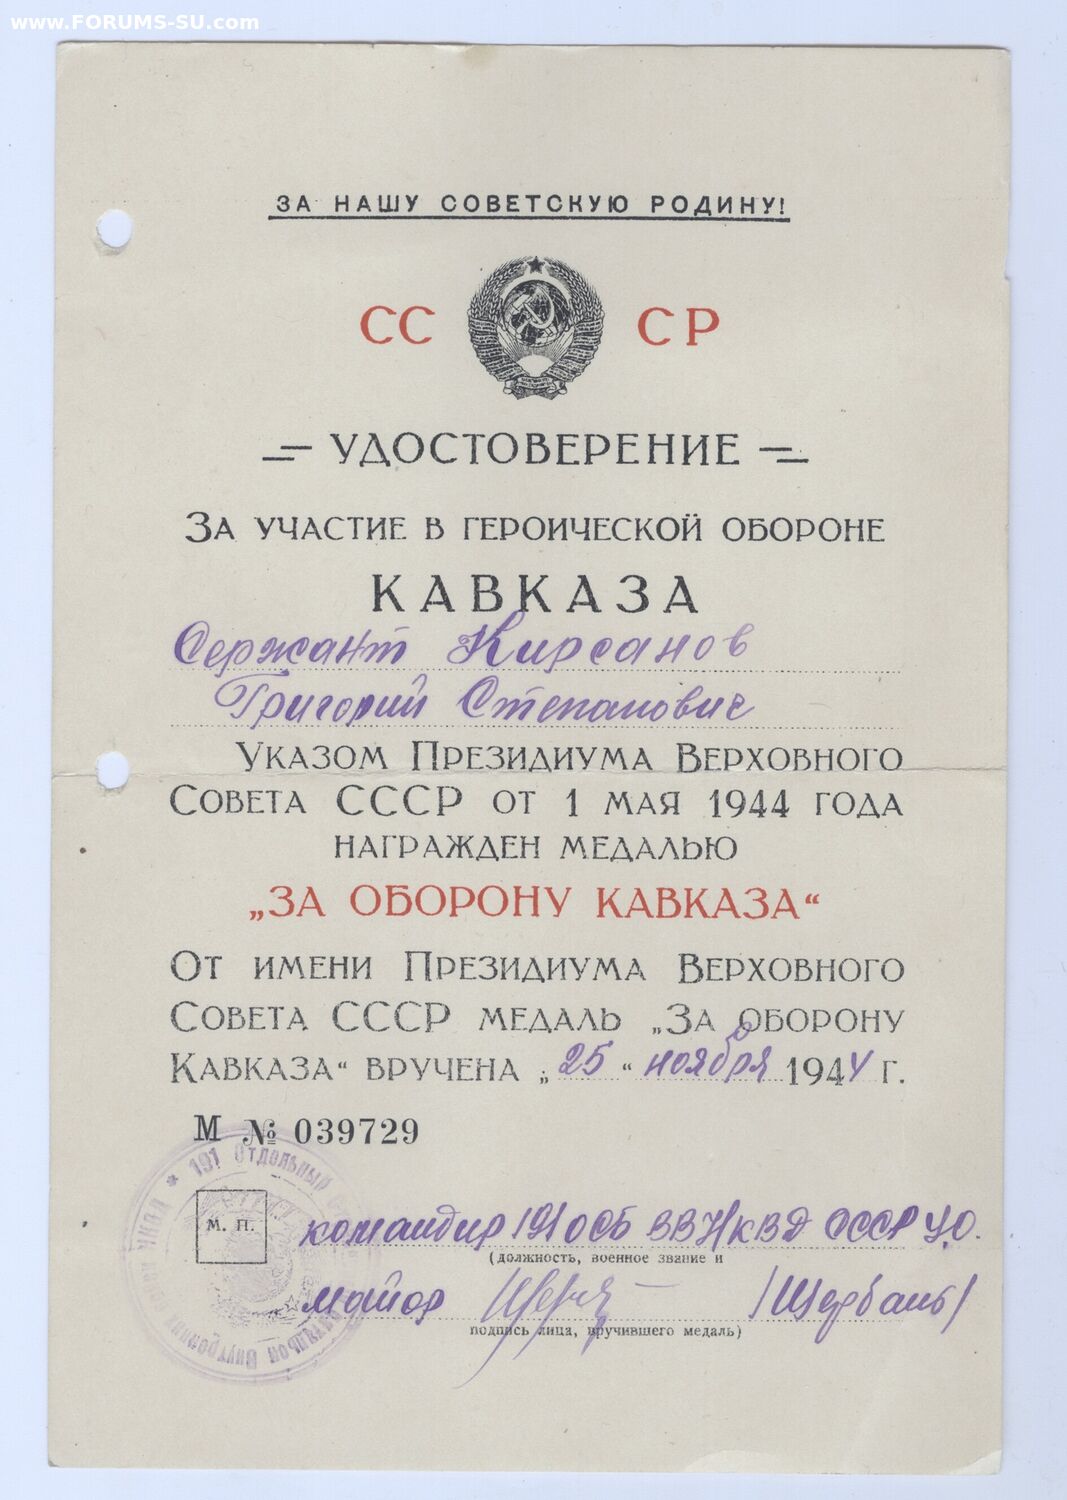 www.FORUMS-SU.com
ЗА НАШУ СОВЕТСКУЮ РОДИНУ!
СС СР
УДОСТОВЕРЕНИЕ
ЗА УЧАСТИЕ В ГЕРОИЧЕСКОЙ ОБОРОНЕ
КАВКАЗА
Сержант Кирсанов
Григорий Степанович
УКАЗОМ ПРЕЗИДИУМА ВЕРХОВНОГО
СОВЕТА СССР ОТ 1 МАЯ 1944 ГОДА
НАГРАЖДЕН МЕДАЛЬЮ
„ЗА ОБОРОНУ КАВКАЗА“
ОТ ИМЕНИ ПРЕЗИДИУМА ВЕРХОВНОГО
СОВЕТА СССР МЕДАЛЬ „ЗА ОБОРОНУ
КАВКАЗА“ ВРУЧЕНА „25“ ноября 1944 Г.
М № 039729
* 191 Отдельный
М. П.
командир 191 ОСБ ВВ НКВД СССР У.О.
(должность, военное звание и
майор /Щербань/
подпись лица, вручившего медаль)